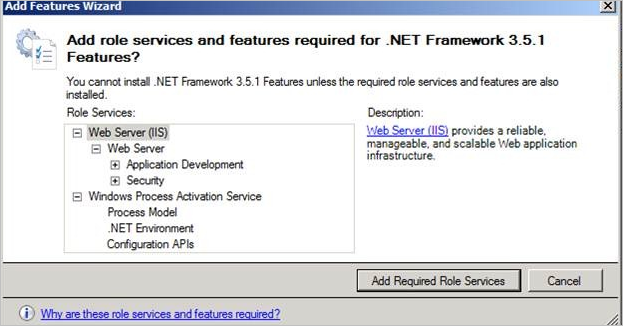 Add Features Wizard
Add role services and features required for .NET Framework 3.5.1
Features?
You cannot install .NET Framework 3.5.1 Features unless the required role services and features are also
installed.
Role Services:
Description:
Web Server (IIS)
Web Server
Application Development
Security
Windows Process Activation Service
Process Model
.NET Environment
Configuration APIs
Web Server (IIS) provides a reliable,
manageable, and scalable Web application
infrastructure.
Add Required Role Services
Cancel
Why are these role services and features required?